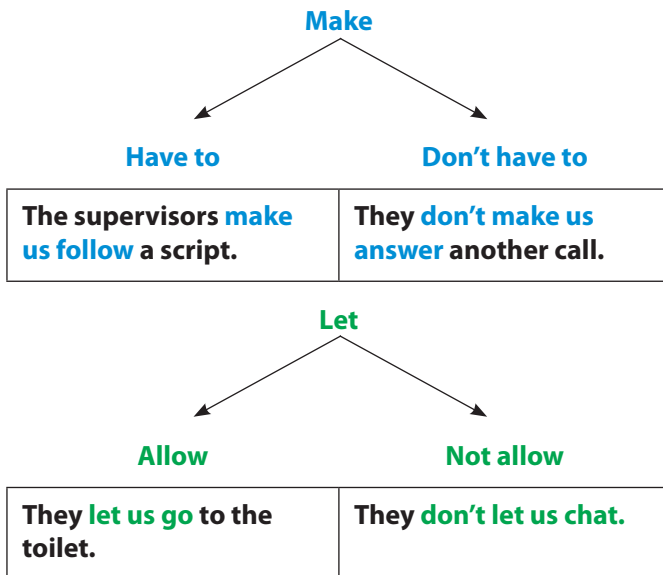 Make
Have to
Don’t have to
The supervisors make
us follow a script.
They don’t make us
answer another call.
Let
Allow
Not allow
They let us go to the
toilet.
They don’t let us chat.